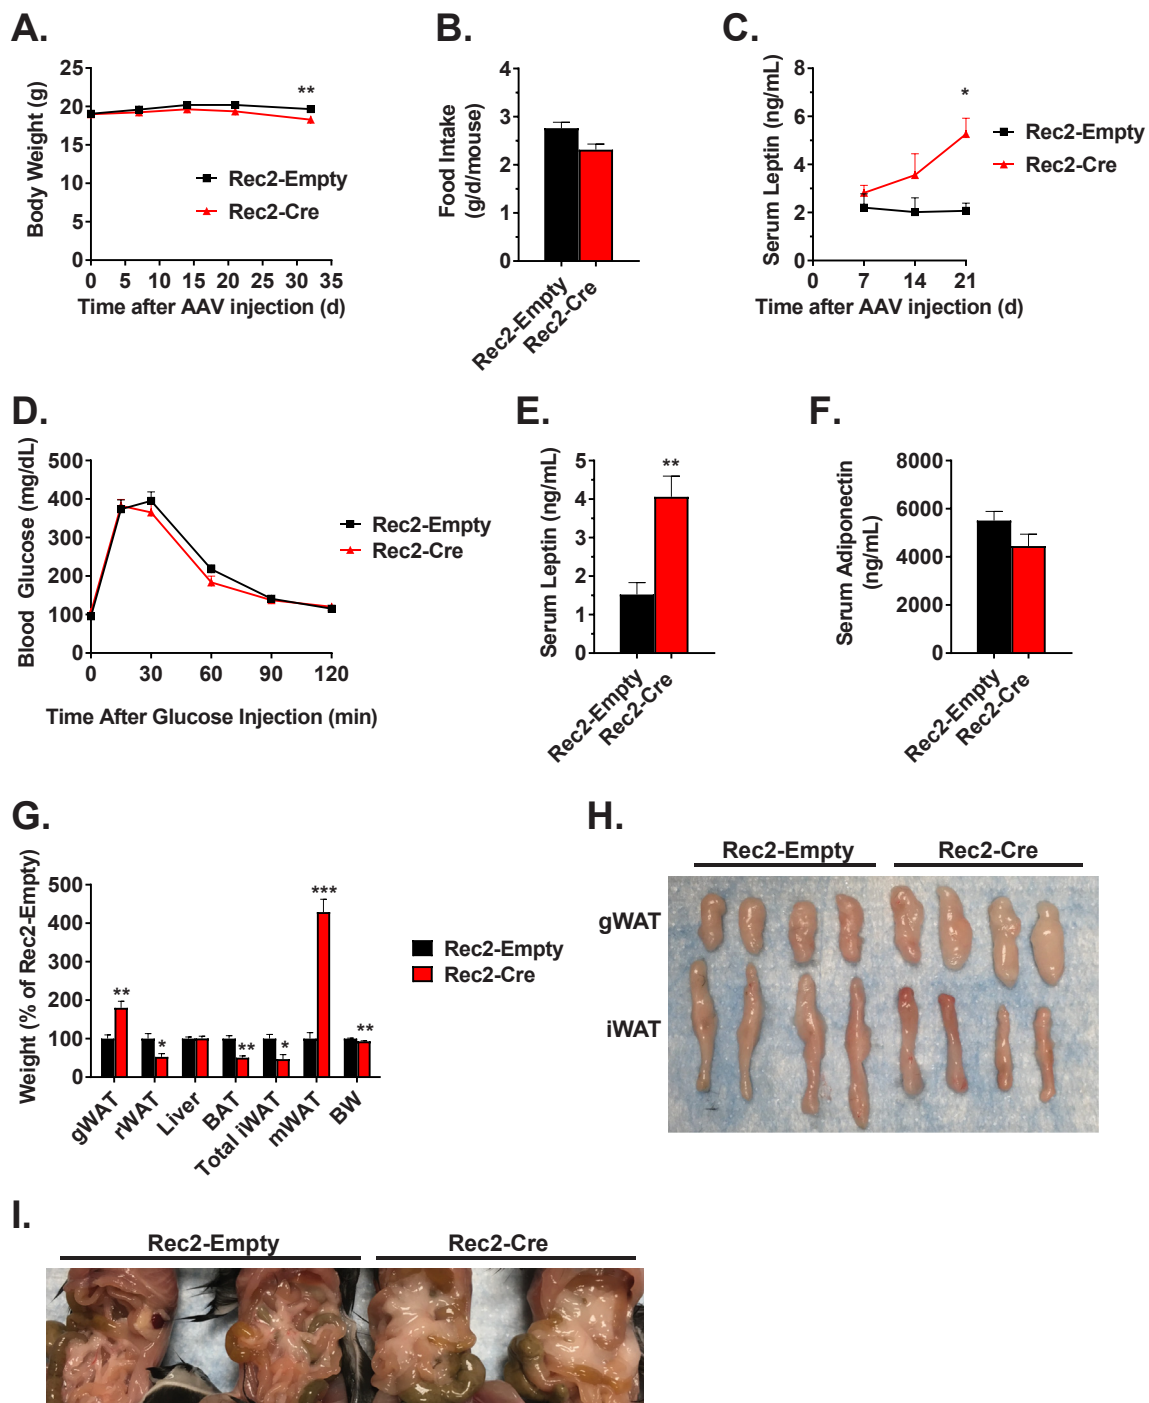 A.
Body Weight (g)
25
20
15
10
5
0
**
Rec2-Empty
Rec2-Cre
0 5 10 15 20 25 30 35
Time after AAV injection (d)
B.
Food Intake
(g/d/mouse)
4
3
2
1
0
Rec2-Empty
Rec2-Cre
C.
Serum Leptin (ng/mL)
8
6
4
2
0
*
Rec2-Empty
Rec2-Cre
0 7 14 21
Time after AAV injection (d)
D.
Blood Glucose (mg/dL)
500
400
300
200
100
0
Rec2-Empty
Rec2-Cre
0 30 60 90 120
Time After Glucose Injection (min)
E.
Serum Leptin (ng/mL)
5
4
3
2
1
0
**
Rec2-Empty
Rec2-Cre
F.
Serum Adiponectin
(ng/mL)
8000
6000
4000
2000
0
Rec2-Empty
Rec2-Cre
G.
Weight (% of Rec2-Empty)
500
400
300
200
100
0
** * ** * *** **
Rec2-Empty
Rec2-Cre
gWAT rWAT Liver BAT Total iWAT mWAT BW
H.
Rec2-Empty Rec2-Cre
gWAT
iWAT
I.
Rec2-Empty Rec2-Cre